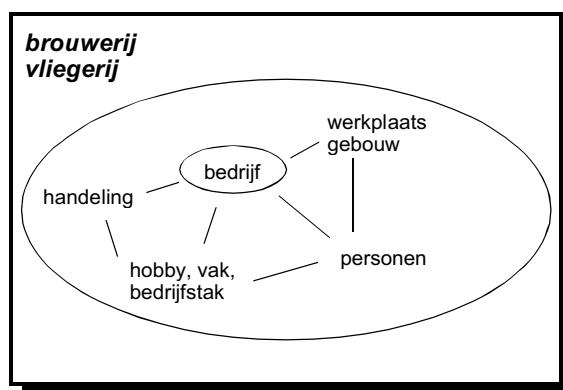 brouwerij
vliegerij
werkplaats
gebouw
bedrijf
handeling
personen
hobby, vak,
bedrijfstak